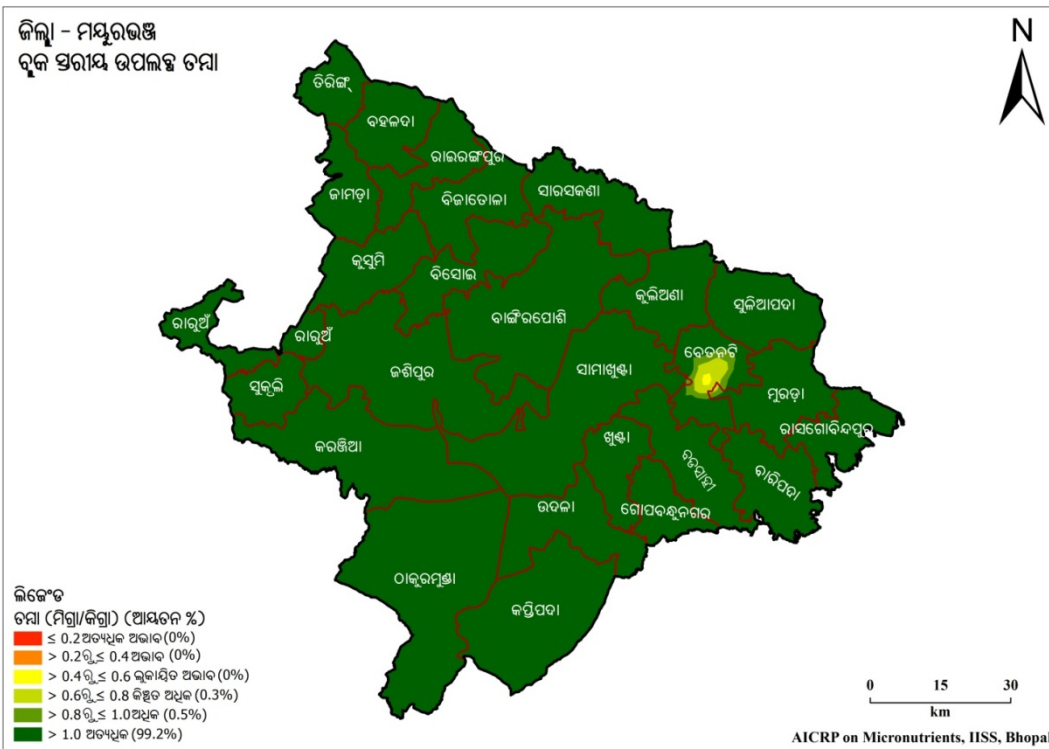 ଜିଲ୍ଲା - ମୟୂରଭଞ୍ଜ
ବ୍ଲକ ସ୍ତରୀୟ ଉପଲବ୍ଧ ତମ୍ବା
N
ତିରିଙ୍ଗ୍
ବହଳଦା
ରାଇରଙ୍ଗପୁର
ସାରସକଣା
ଜାମଡ଼ା
ବିଜାତୋଳା
କୁସୁମି
ବିସୋଇ
କୁଲିଅଣା
ସୁଳିଆପଦା
ରାରୁଅଁ
ରାରୁଅଁ
ବାଙ୍ଗିରପୋଶି
ବେତନଟି
ସୁକୃଲି
ଜଶିପୁର
ସାମାଖୁଣ୍ଟା
ମୁରଡ଼ା
ରାସଗୋବିନ୍ଦପୁର
କରଞ୍ଜିଆ
ଖୁଣ୍ଟା
ବଡ଼ସାହୀ
ବାରିପଦା
ଉଦଳା
ଗୋପବନ୍ଧୁନଗର
ଠାକୁରମୁଣ୍ଡା
କପ୍ତିପଦା
ଲିଜେଂଡ
ତମ୍ବା (ମିଗ୍ରା/କିଗ୍ରା) (ଆୟତନ %)
≤ 0.2 ଅତ୍ୟଧିକ ଅଭାବ (0%)
> 0.2 ରୁ ≤ 0.4 ଅଭାବ (0%)
> 0.4 ରୁ ≤ 0.6 ଲୁକାୟିତ ଅଭାବ (0%)
> 0.6 ରୁ ≤ 0.8 କିଞ୍ଚିତ ଅଧିକ (0.3%)
> 0.8 ରୁ ≤ 1.0 ଅଧିକ (0.5%)
> 1.0 ଅତ୍ୟଧିକ (99.2%)
0 15 30
km
AICRP on Micronutrients, IISS, Bhopal